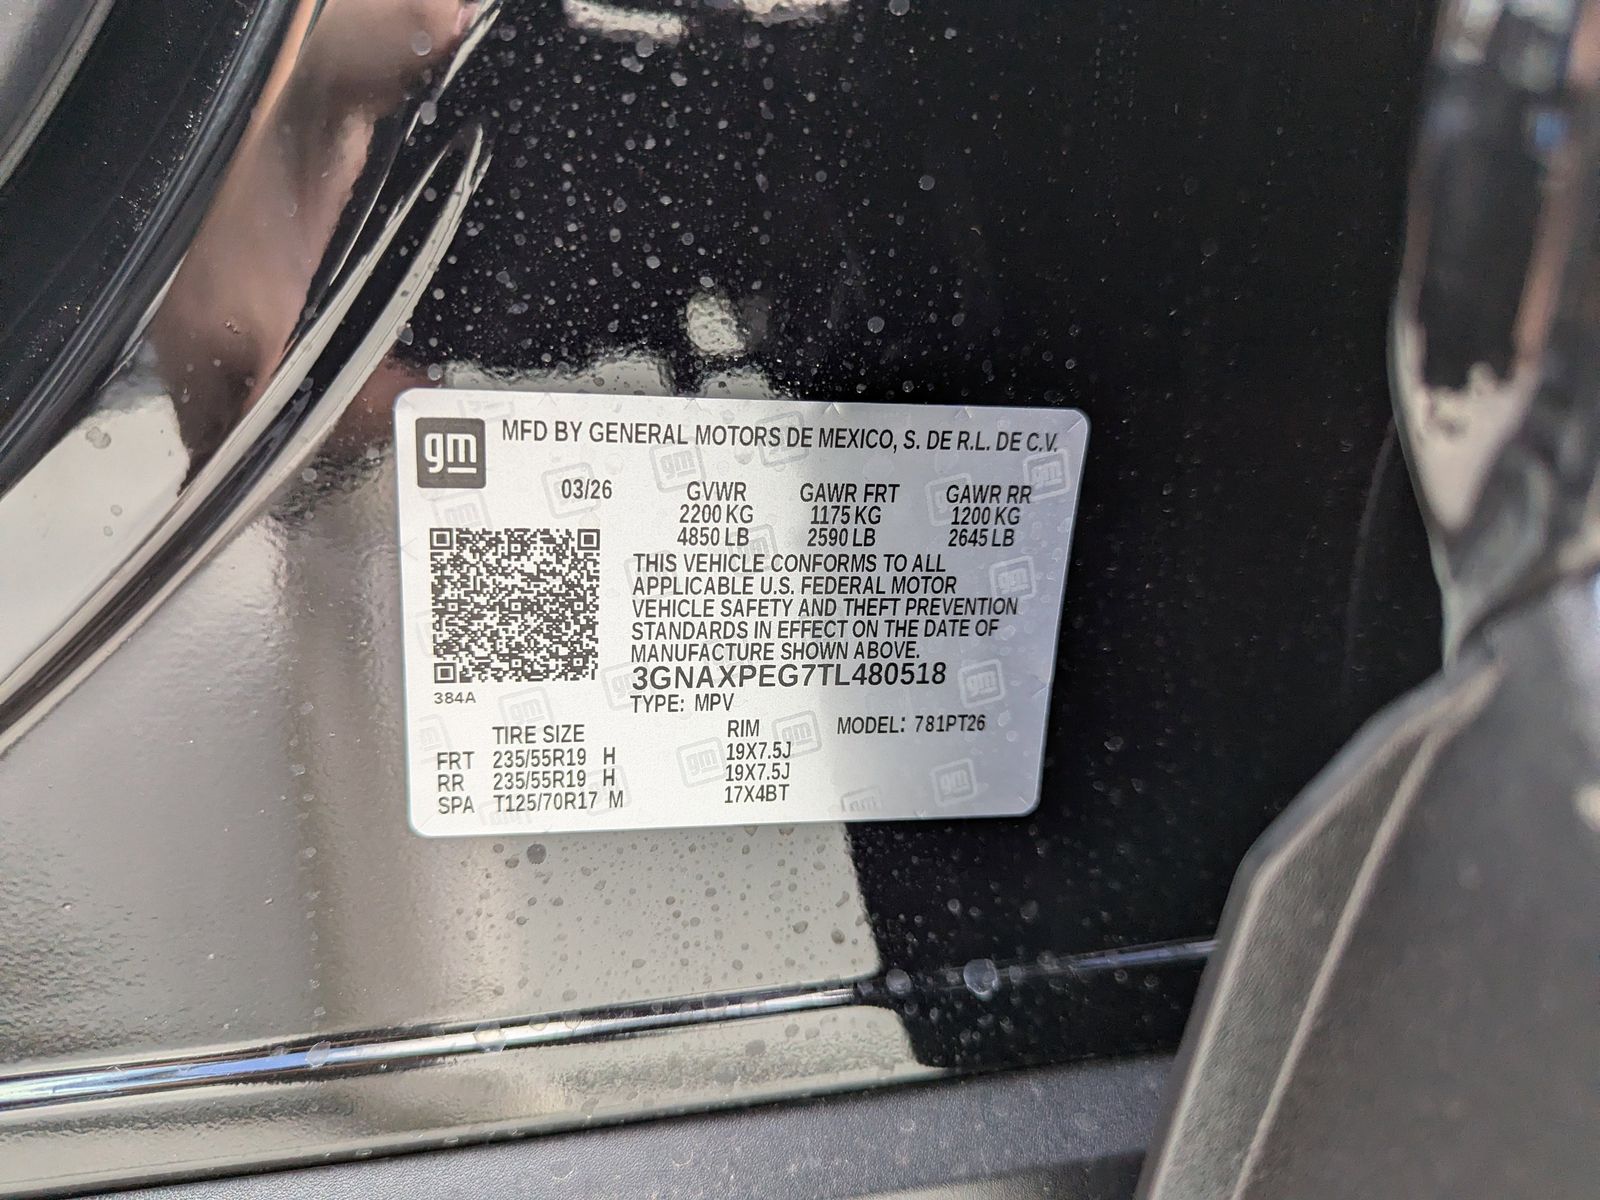 gm MFD BY GENERAL MOTORS DE MEXICO, S. DE R.L. DE C.V.
03/26 GVWR GAWR FRT GAWR RR
2200 KG 1175 KG 1200 KG
4850 LB 2590 LB 2645 LB
THIS VEHICLE CONFORMS TO ALL
APPLICABLE U.S. FEDERAL MOTOR
VEHICLE SAFETY AND THEFT PREVENTION
STANDARDS IN EFFECT ON THE DATE OF
MANUFACTURE SHOWN ABOVE.
3GNAXPEG7TL480518
384A
TYPE: MPV
TIRE SIZE RIM MODEL: 781PT26
FRT 235/55R19 H 19X7.5J
RR 235/55R19 H 19X7.5J
SPA T125/70R17 M 17X4BT